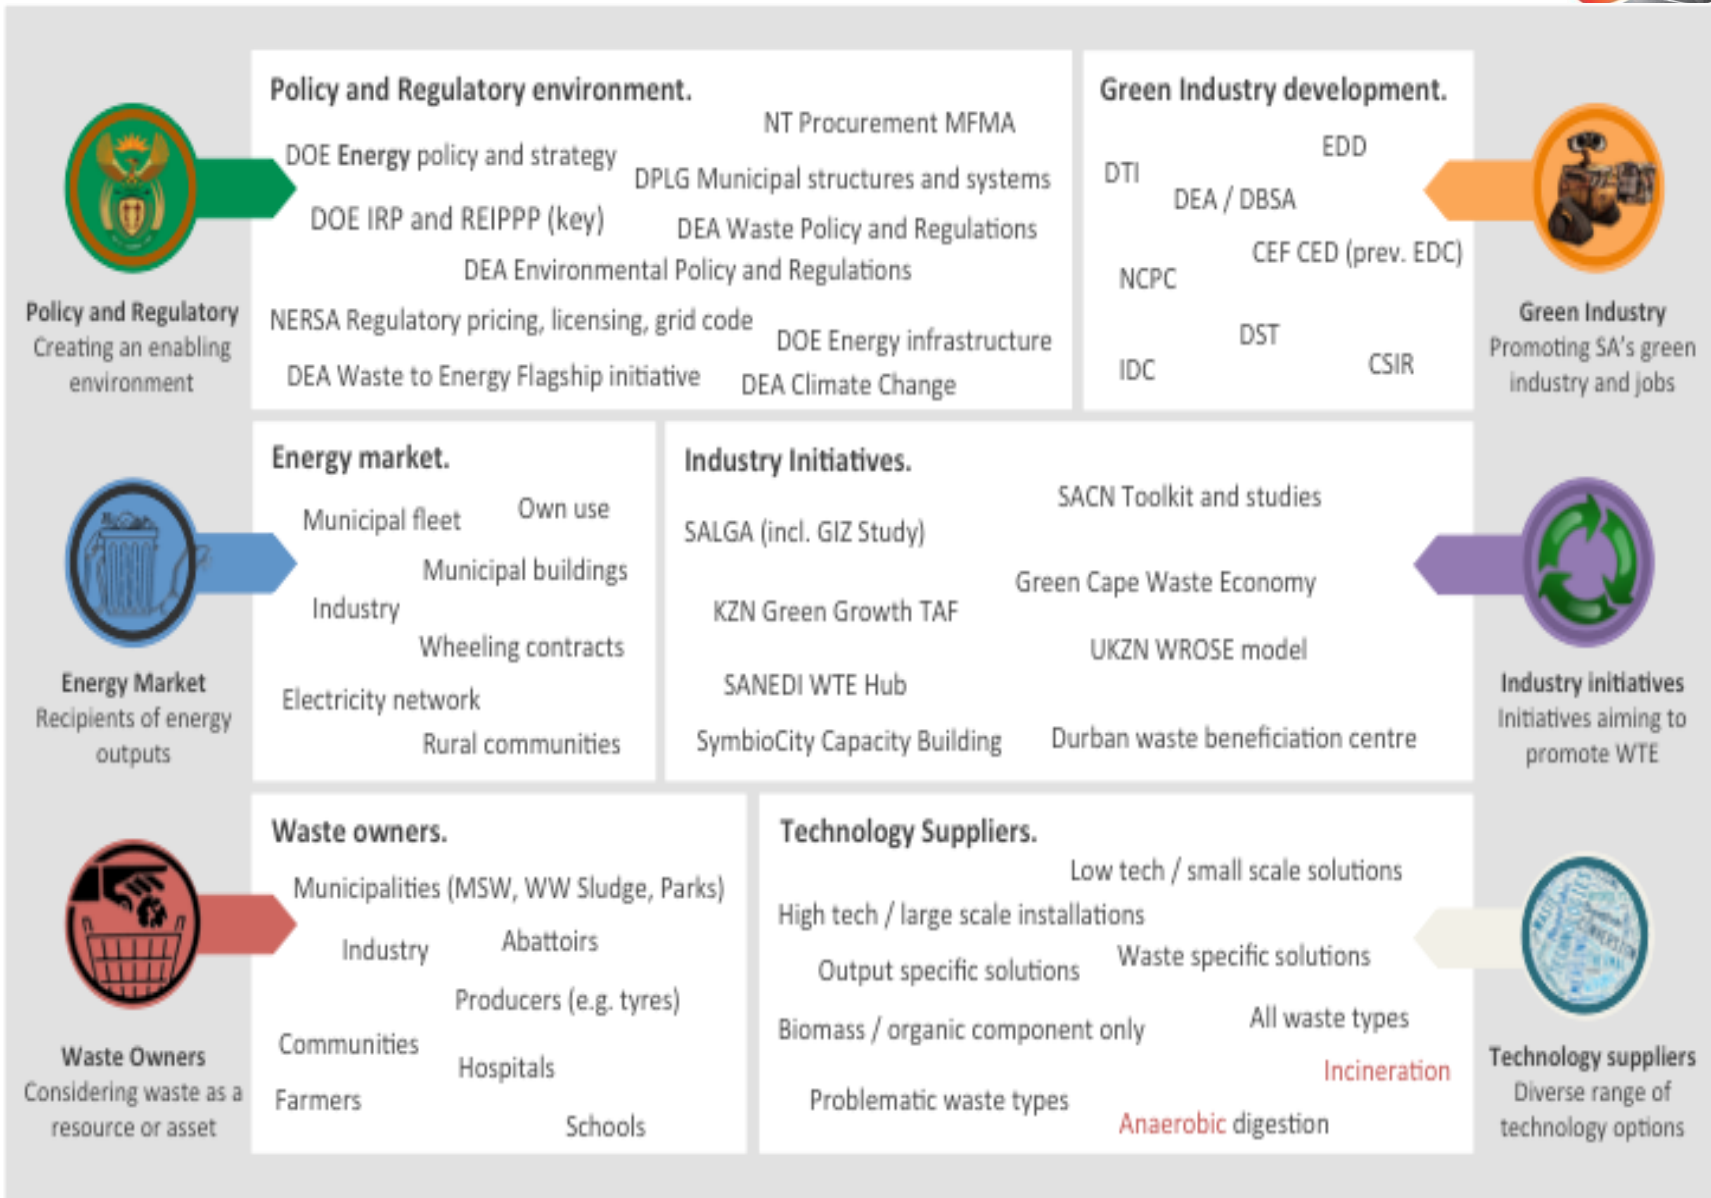 Policy and Regulatory environment.
NT Procurement MFMA
DOE Energy policy and strategy
DPLG Municipal structures and systems
DOE IRP and REIPPP (key)
DEA Waste Policy and Regulations
DEA Environmental Policy and Regulations
NERSA Regulatory pricing, licensing, grid code
DOE Energy infrastructure
DEA Waste to Energy Flagship initiative
DEA Climate Change
Policy and Regulatory
Creating an enabling
environment
Green Industry development.
EDD
DTI
DEA / DBSA
CEF CED (prev. EDC)
NCPC
DST
IDC
CSIR
Green Industry
Promoting SA's green
industry and jobs
Energy market.
Own use
Municipal fleet
Municipal buildings
Industry
Wheeling contracts
Electricity network
Rural communities
Energy Market
Recipients of energy
outputs
Industry Initiatives.
SACN Toolkit and studies
SALGA (incl. GIZ Study)
Green Cape Waste Economy
KZN Green Growth TAF
UKZN WROSE model
SANEDI WTE Hub
SymbioCity Capacity Building
Durban waste beneficiation centre
Industry initiatives
Initiatives aiming to
promote WTE
Waste owners.
Municipalities (MSW, WW Sludge, Parks)
Industry
Abattoirs
Producers (e.g. tyres)
Communities
Hospitals
Farmers
Schools
Waste Owners
Considering waste as a
resource or asset
Technology Suppliers.
Low tech / small scale solutions
High tech / large scale installations
Waste specific solutions
Output specific solutions
All waste types
Biomass / organic component only
Incineration
Problematic waste types
Anaerobic digestion
Technology suppliers
Diverse range of
technology options